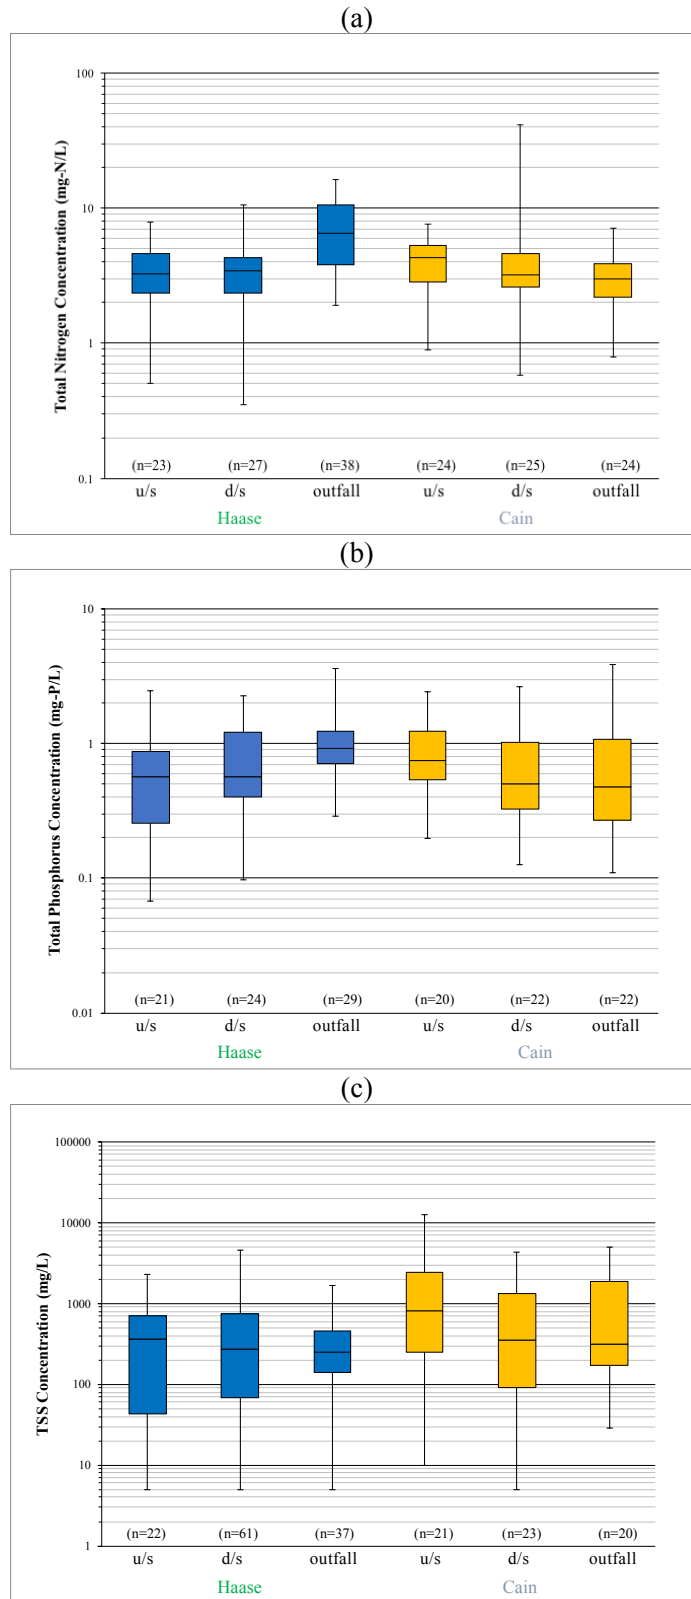 (a)
Total Nitrogen Concentration (mg-N/L)
100
10
1
0.1
(n=23) (n=27) (n=38) (n=24) (n=25) (n=24)
u/s d/s outfall u/s d/s outfall
Haase Cain
(b)
Total Phosphorus Concentration (mg-P/L)
10
1
0.1
0.01
(n=21) (n=24) (n=29) (n=20) (n=22) (n=22)
u/s d/s outfall u/s d/s outfall
Haase Cain
(c)
TSS Concentration (mg/L)
100000
10000
1000
100
10
1
(n=22) (n=61) (n=37) (n=21) (n=23) (n=20)
u/s d/s outfall u/s d/s outfall
Haase Cain